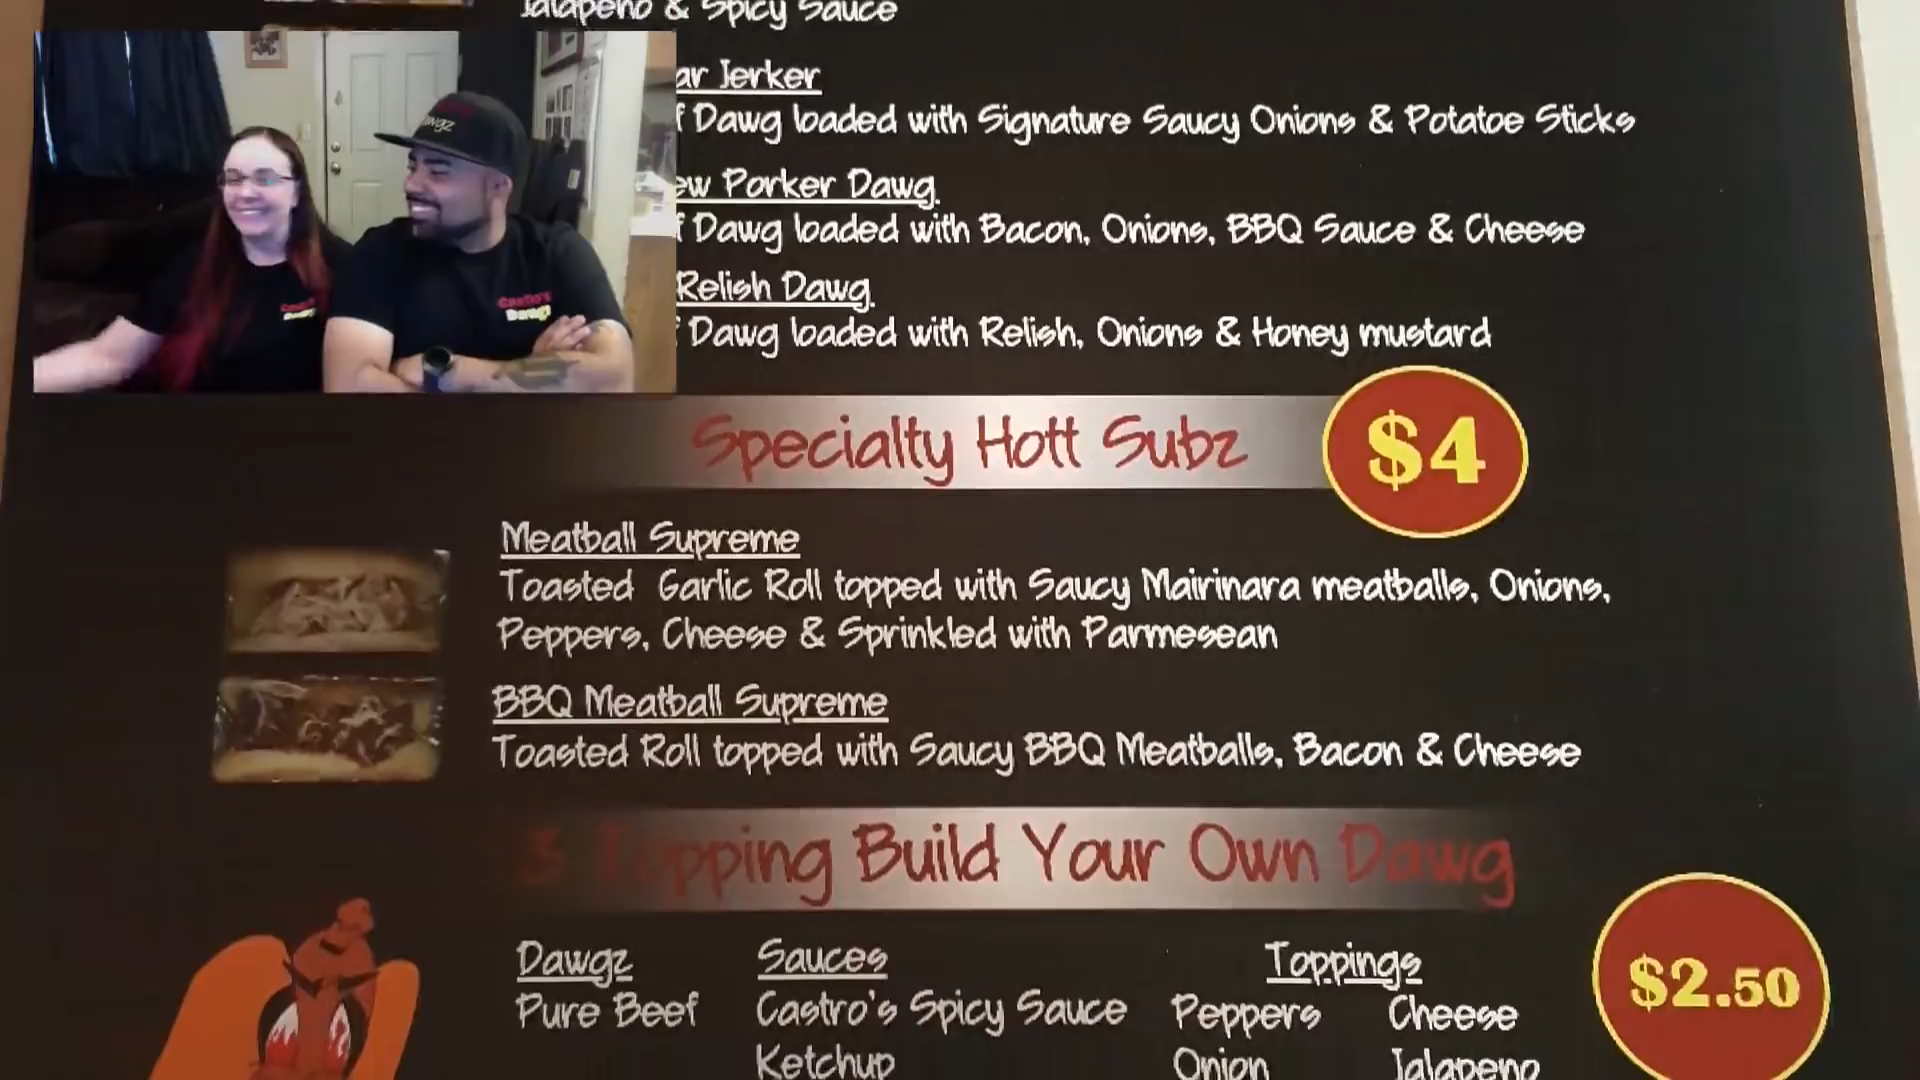 Jalapeno & Spicy Sauce
ar Jerker
f Dawg loaded with Signature Saucy Onions & Potatoe Sticks
ew Porker Dawg
f Dawg loaded with Bacon, Onions, BBQ Sauce & Cheese
Relish Dawg
f Dawg loaded with Relish, Onions & Honey mustard
Castro's
Dawgz
Specialty Hott Subz
$4
Meatball Supreme
Toasted Garlic Roll topped with Saucy Mairinara meatballs, Onions,
Peppers, Cheese & Sprinkled with Parmesean
BBQ Meatball Supreme
Toasted Roll topped with Saucy BBQ Meatballs, Bacon & Cheese
3 Topping Build Your Own Dawg
$2.50
Dawgz Sauces Toppings
Pure Beef Castro's Spicy Sauce Peppers Cheese
Ketchup Onion Jalapeno